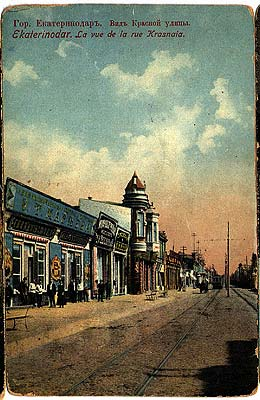 Гор. Екатеринодаръ. Видъ Красной улицы.
Ekaterinodar. La vue de la rue Krasnaia.